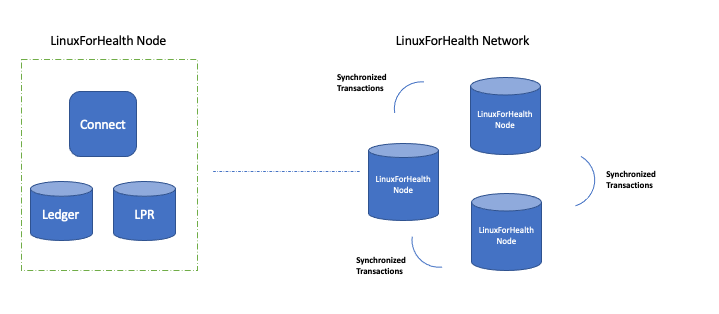 LinuxForHealth Node
Connect
Ledger
LPR
LinuxForHealth Network
Synchronized
Transactions
LinuxForHealth
Node
LinuxForHealth
Node
Synchronized
Transactions
LinuxForHealth
Node
Synchronized
Transactions